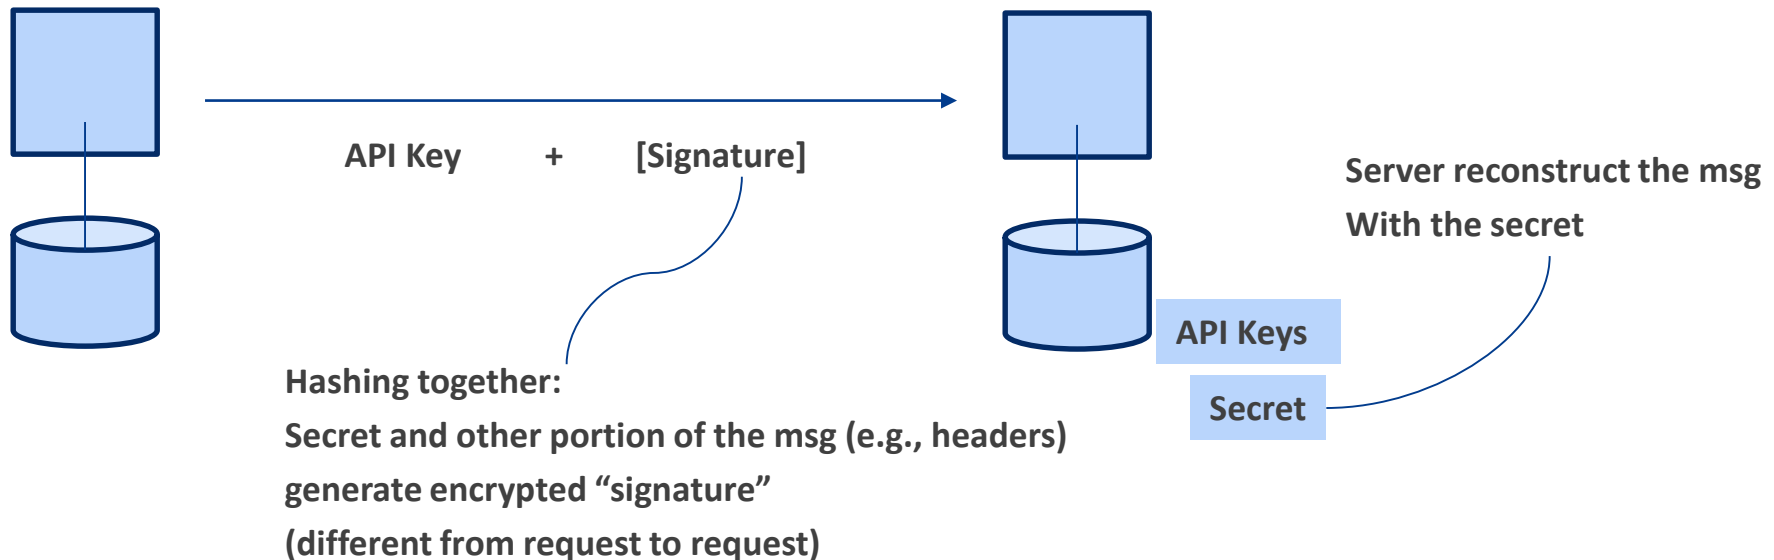 API Key + [Signature]
Server reconstruct the msg
With the secret
API Keys
Secret
Hashing together:
Secret and other portion of the msg (e.g., headers)
generate encrypted “signature”
(different from request to request)